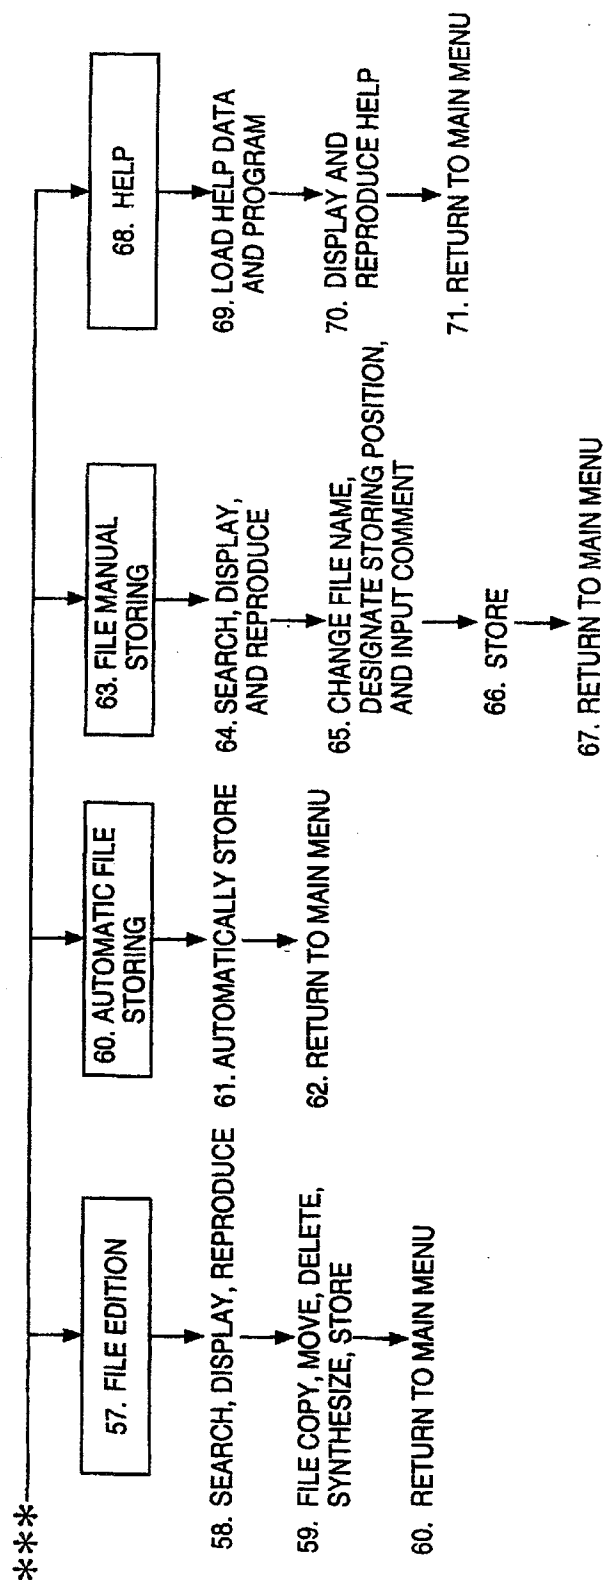 ***
57. FILE EDITION
58. SEARCH, DISPLAY, REPRODUCE
59. FILE COPY, MOVE, DELETE,
SYNTHESIZE, STORE
60. RETURN TO MAIN MENU
60. AUTOMATIC FILE
STORING
61. AUTOMATICALLY STORE
62. RETURN TO MAIN MENU
63. FILE MANUAL
STORING
64. SEARCH, DISPLAY,
AND REPRODUCE
65. CHANGE FILE NAME,
DESIGNATE STORING POSITION,
AND INPUT COMMENT
66. STORE
67. RETURN TO MAIN MENU
68. HELP
69. LOAD HELP DATA
AND PROGRAM
70. DISPLAY AND
REPRODUCE HELP
71. RETURN TO MAIN MENU